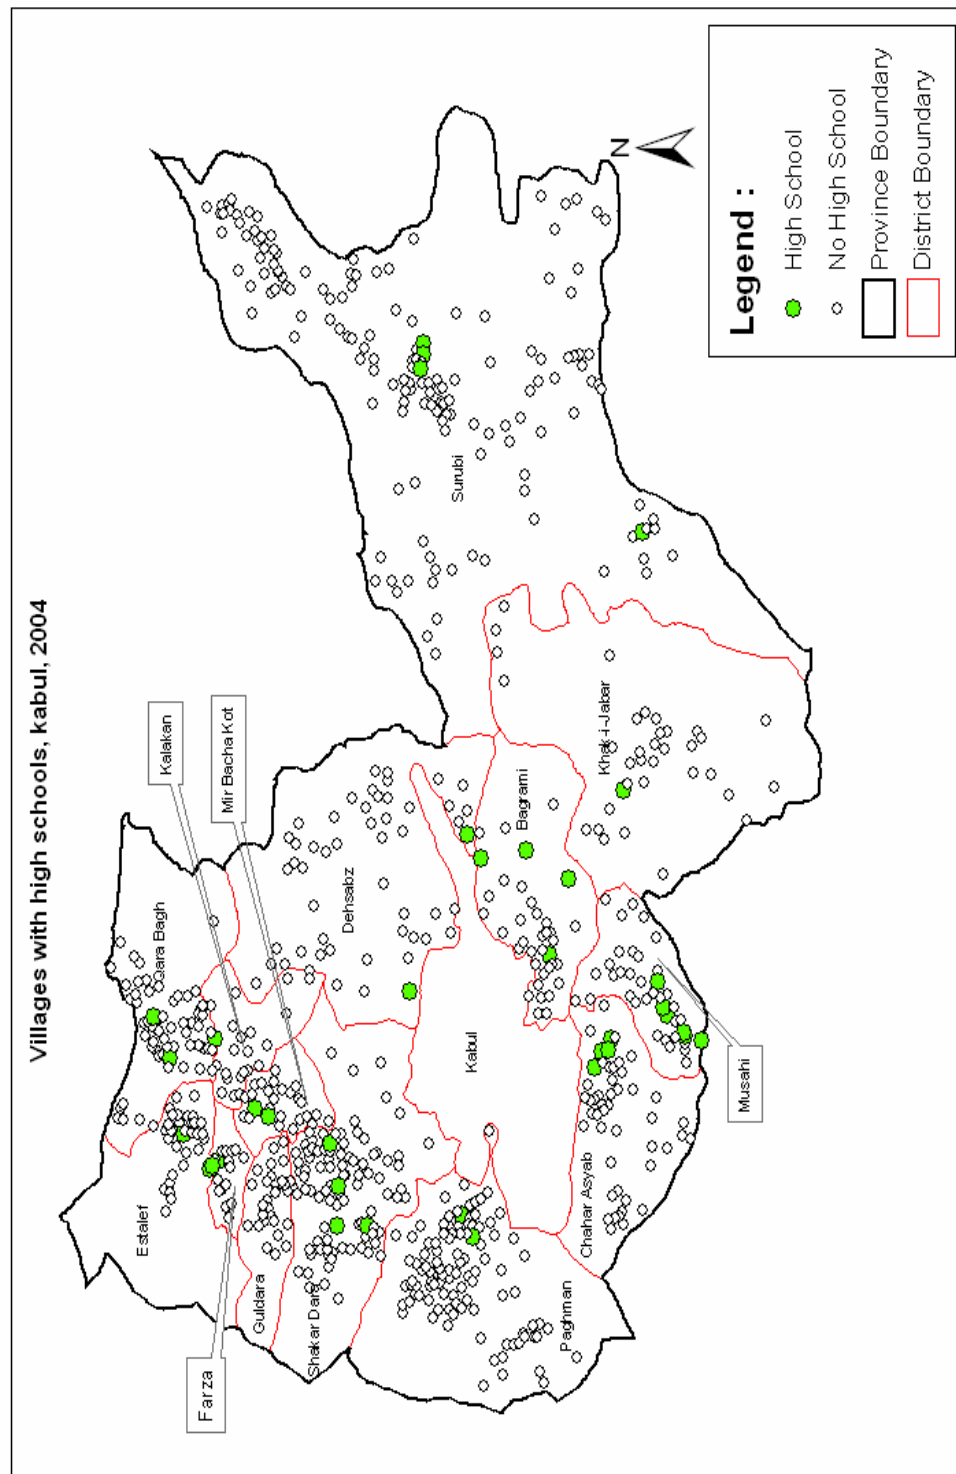 Villages with high schools, kabul, 2004
Kalakan
Mir Bacha Kot
Qara Bagh
Estalef
Farza
Guldara
Shakar Dara
Dehsabz
Kabul
Paghman
Bagrami
Surubi
Khak-i-Jabar
Chahar Asyab
Musahi
N
Legend :
High School
No High School
Province Boundary
District Boundary